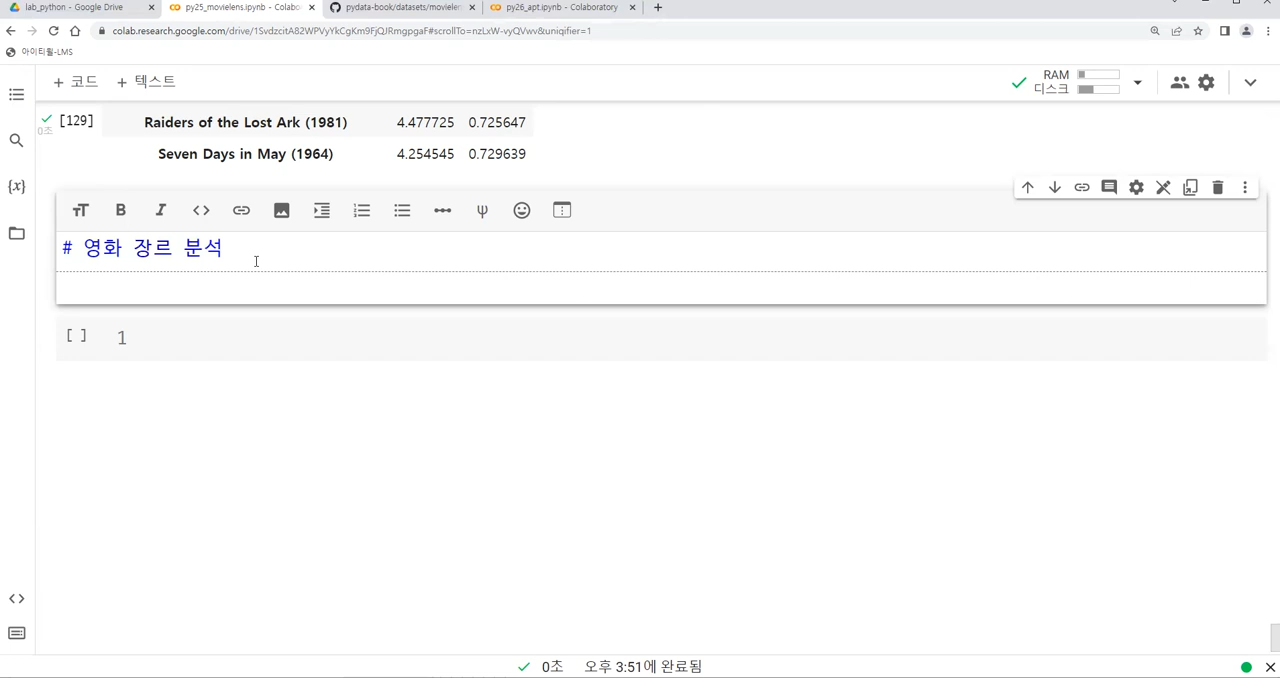 lab_python - Google Drive
py25_movielens.ipynb - Colabo
pydata-book/datasets/movielen
py26_apt.ipynb - Colaboratory
colab.research.google.com/drive/1SvdzcitA82WPVyYkCgKm9FjQJRmgpgaF#scrollTo=nzLxW-vyQVwv&uniqifier=1
아이티윌-LMS
+ 코드 + 텍스트
RAM
디스크
[129]
0초
Raiders of the Lost Ark (1981) 4.477725 0.725647
Seven Days in May (1964) 4.254545 0.729639
# 영화 장르 분석
[ ] 1
0초 오후 3:51에 완료됨